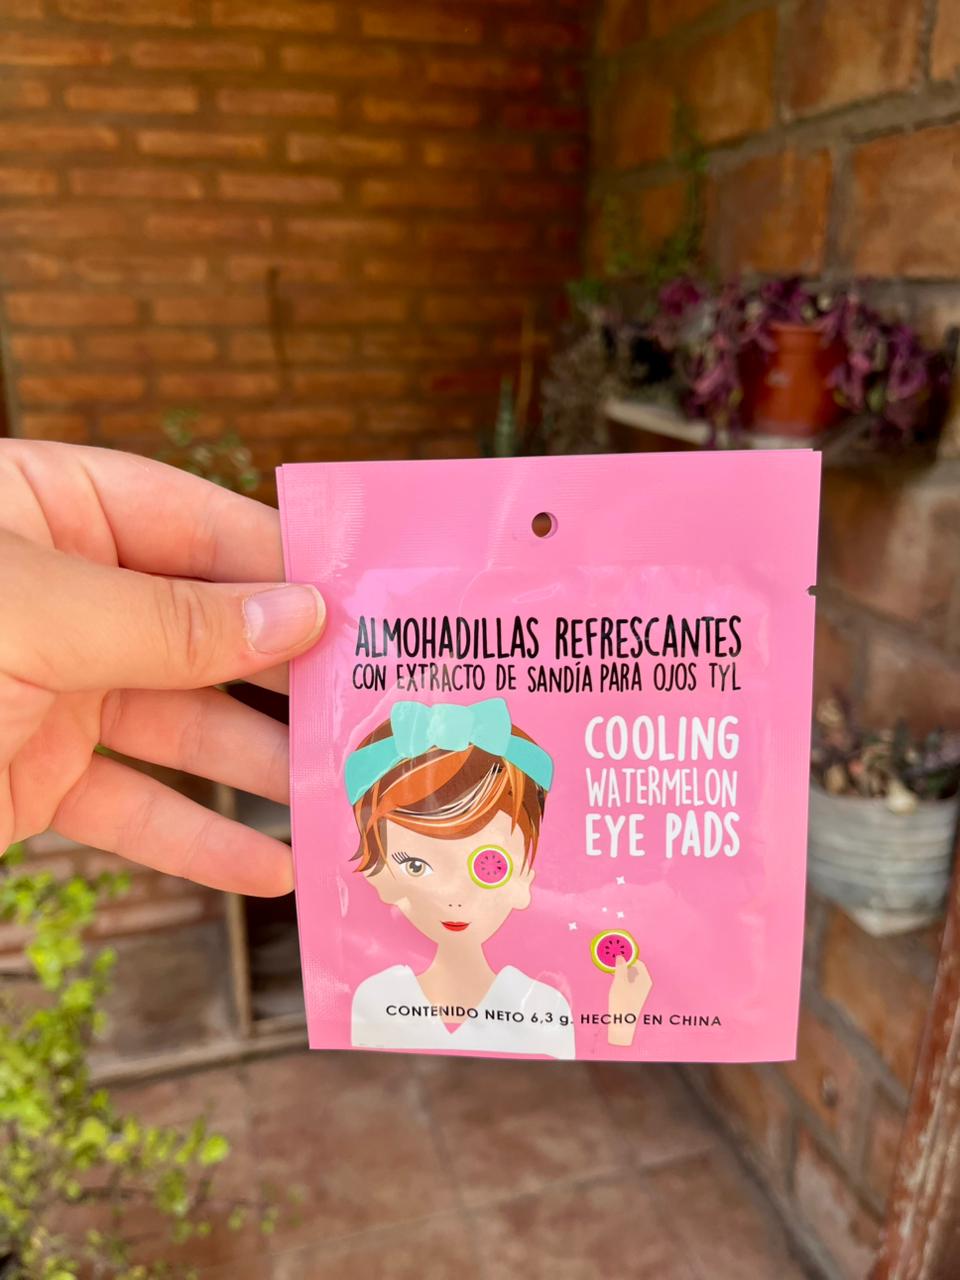 ALMOHADILLAS REFRESCANTES
CON EXTRACTO DE SANDÍA PARA OJOS TYL
COOLING
WATERMELON
EYE PADS
CONTENIDO NETO 6,3 g. HECHO EN CHINA